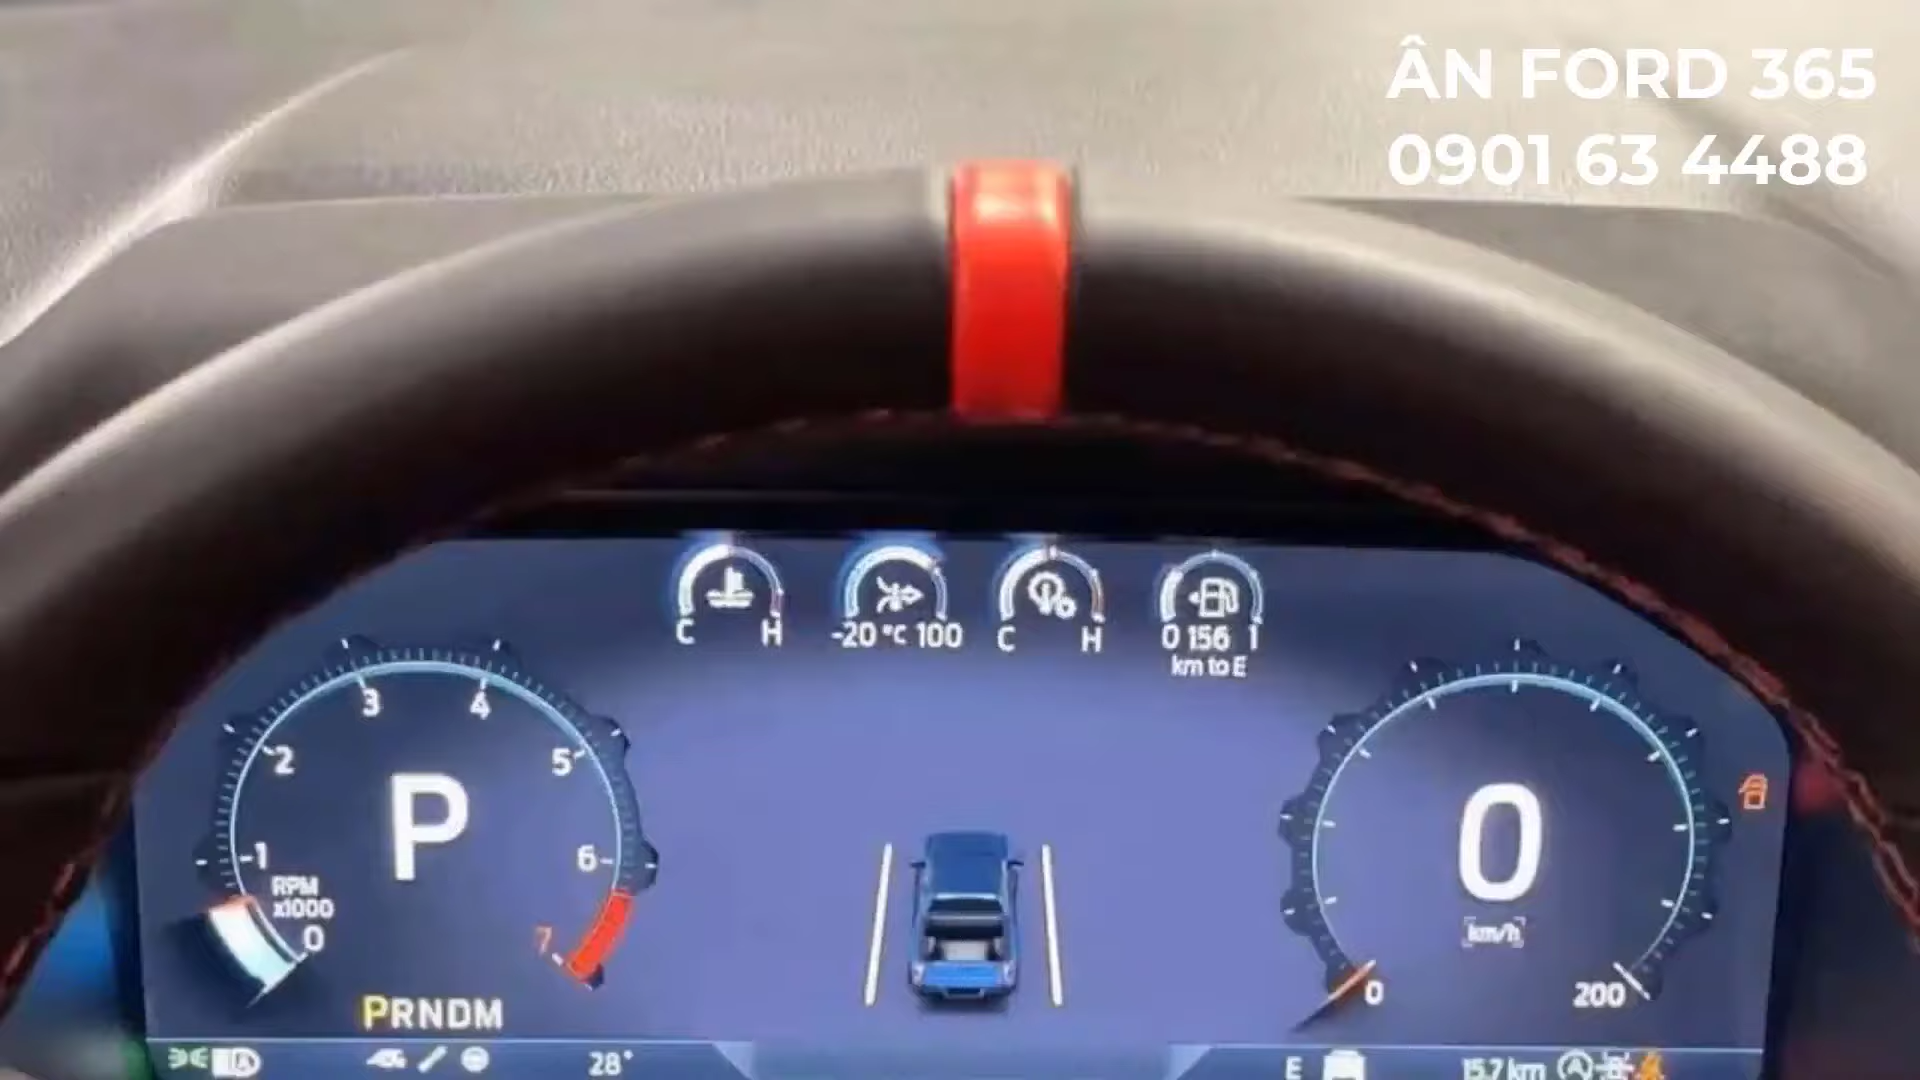 ÂN FORD 365
0901 63 4488
C H
-20 °C 100
C H
0 156 1
km to E
3 4
2 5
1 6
P
RPM
x1000
0 7
PRNDM
0
km/h
0 200
28°
E
15.7 km
A